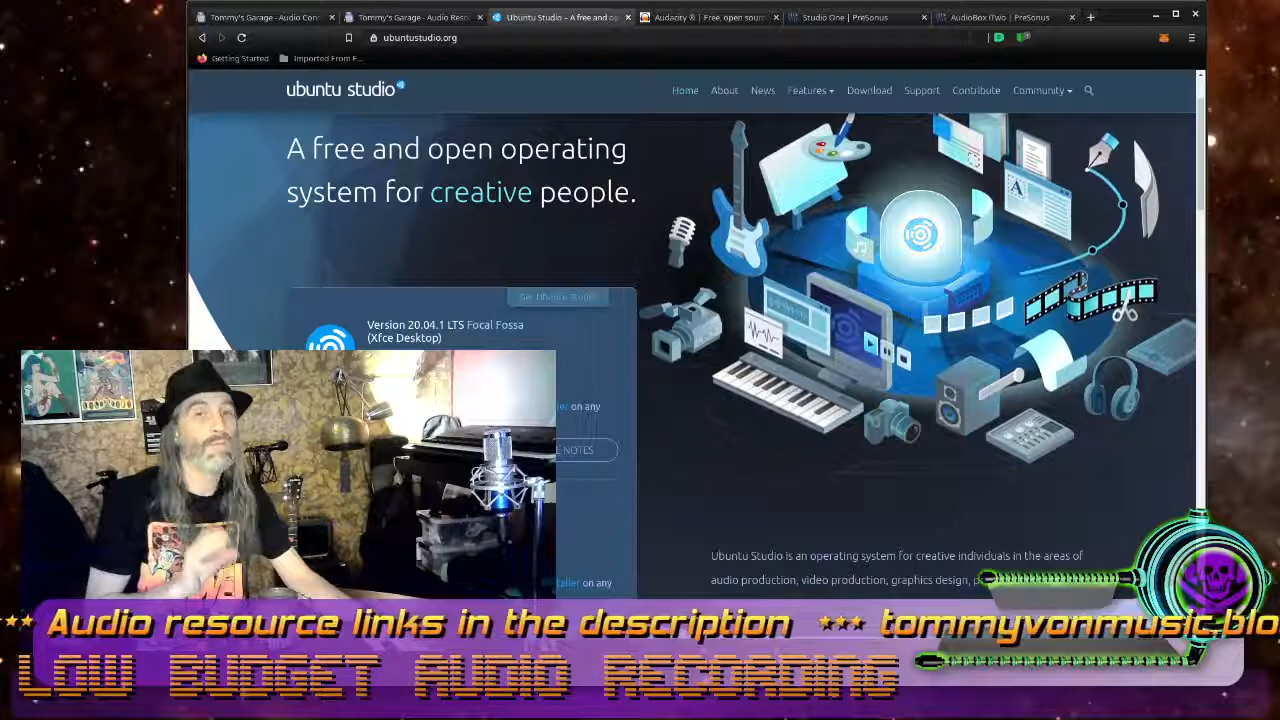 Tommy's Garage - Audio Con
Tommy's Garage - Audio Reso
Ubuntu Studio – A free and op
Audacity ® | Free, open sourc
Studio One | PreSonus
AudioBox iTwo | PreSonus
ubuntustudio.org
Getting Started
Imported From F...
ubuntu studio
Home
About
News
Features
Download
Support
Contribute
Community
A free and open operating
system for creative people.
Get Ubuntu Studio
Version 20.04.1 LTS Focal Fossa
(Xfce Desktop)
on any
NOTES
Ubuntu Studio is an operating system for creative individuals in the areas of
audio production, video production, graphics design,
on any
*** Audio resource links in the description *** tommyvonmusic.blo
LOW BUDGET AUDIO RECORDING